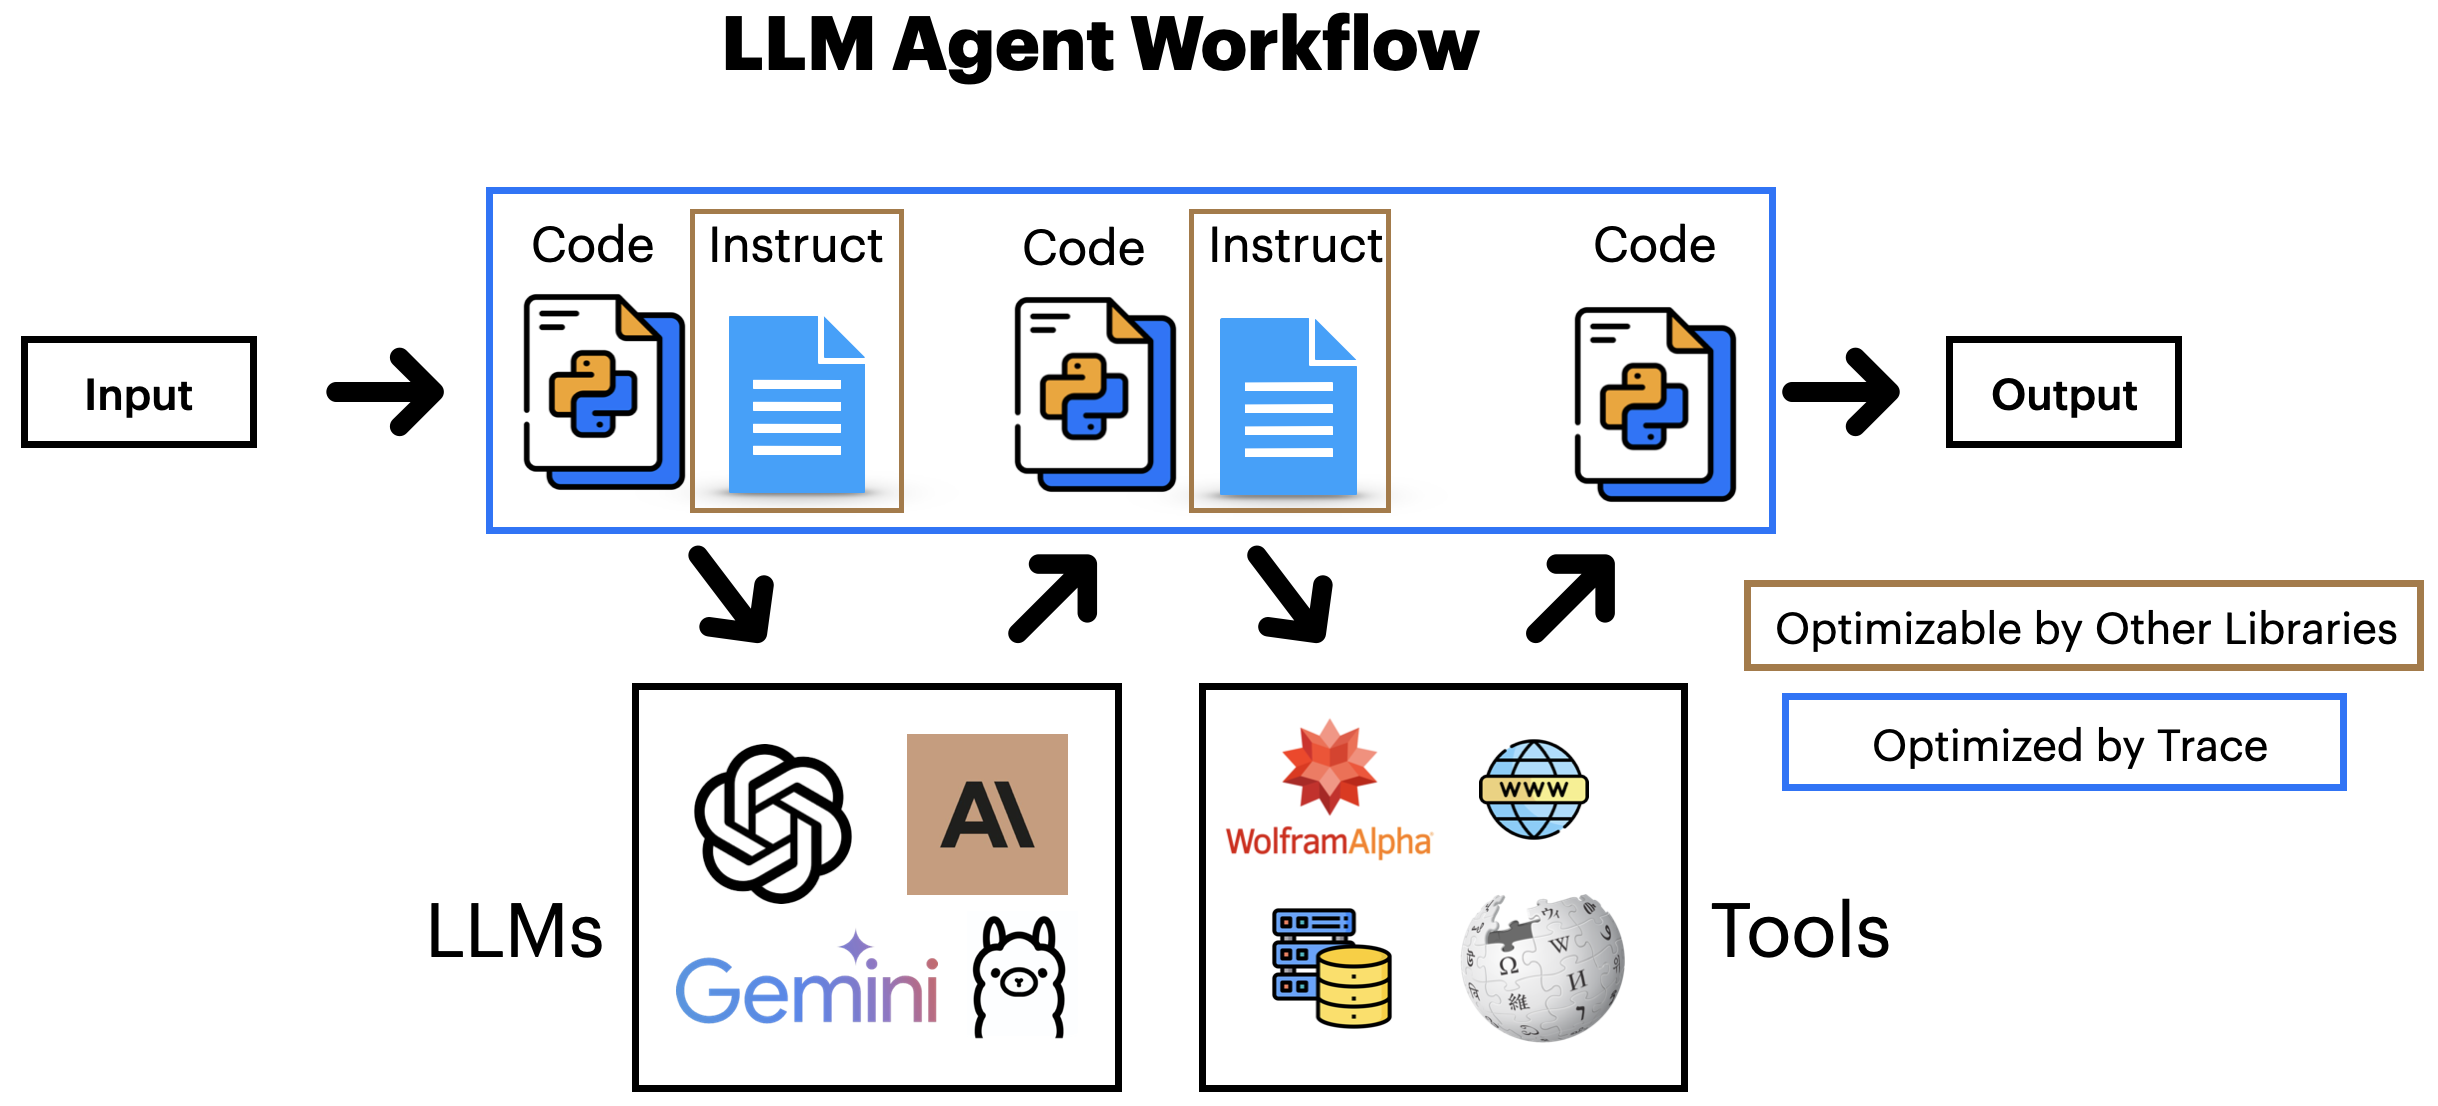 LLM Agent Workflow
Code
Instruct
Code
Instruct
Code
Input
Output
Optimizable by Other Libraries
Optimized by Trace
LLMs
A\
Gemini
WolframAlpha
WWW
W
Ω
И
維
Tools